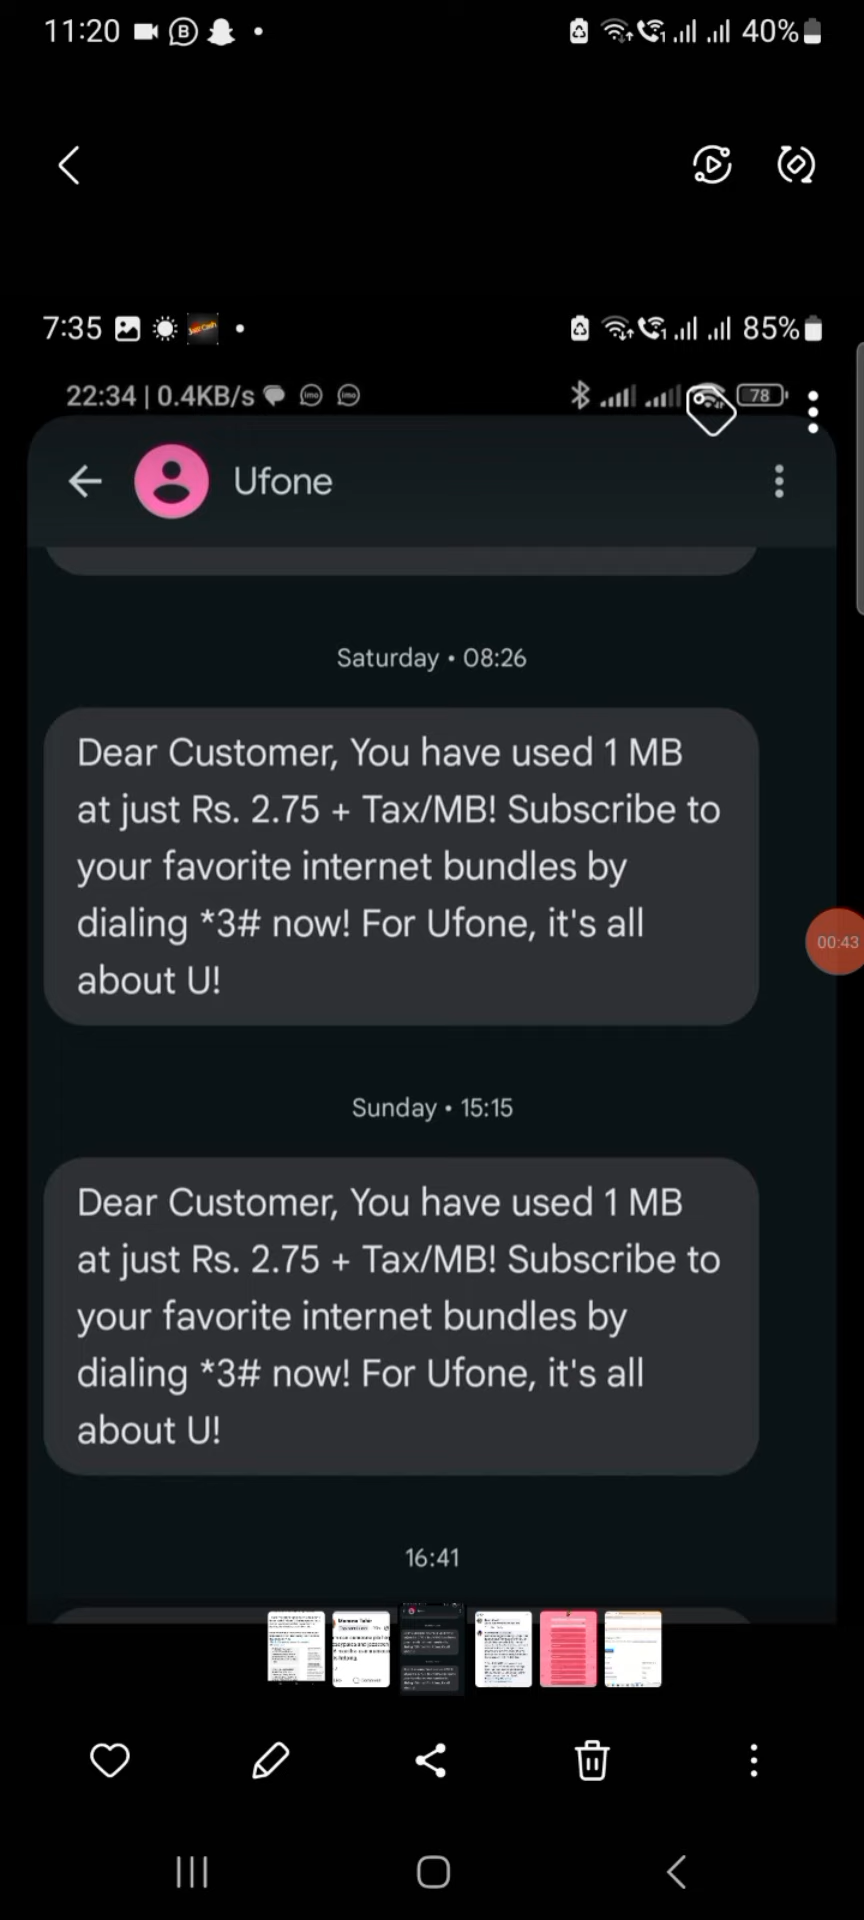 11:20
40%
7:35
85%
22:34 | 0.4KB/s
78
Ufone
Saturday • 08:26
Dear Customer, You have used 1 MB
at just Rs. 2.75 + Tax/MB! Subscribe to
your favorite internet bundles by
dialing *3# now! For Ufone, it's all
about U!
00:43
Sunday • 15:15
Dear Customer, You have used 1 MB
at just Rs. 2.75 + Tax/MB! Subscribe to
your favorite internet bundles by
dialing *3# now! For Ufone, it's all
about U!
16:41